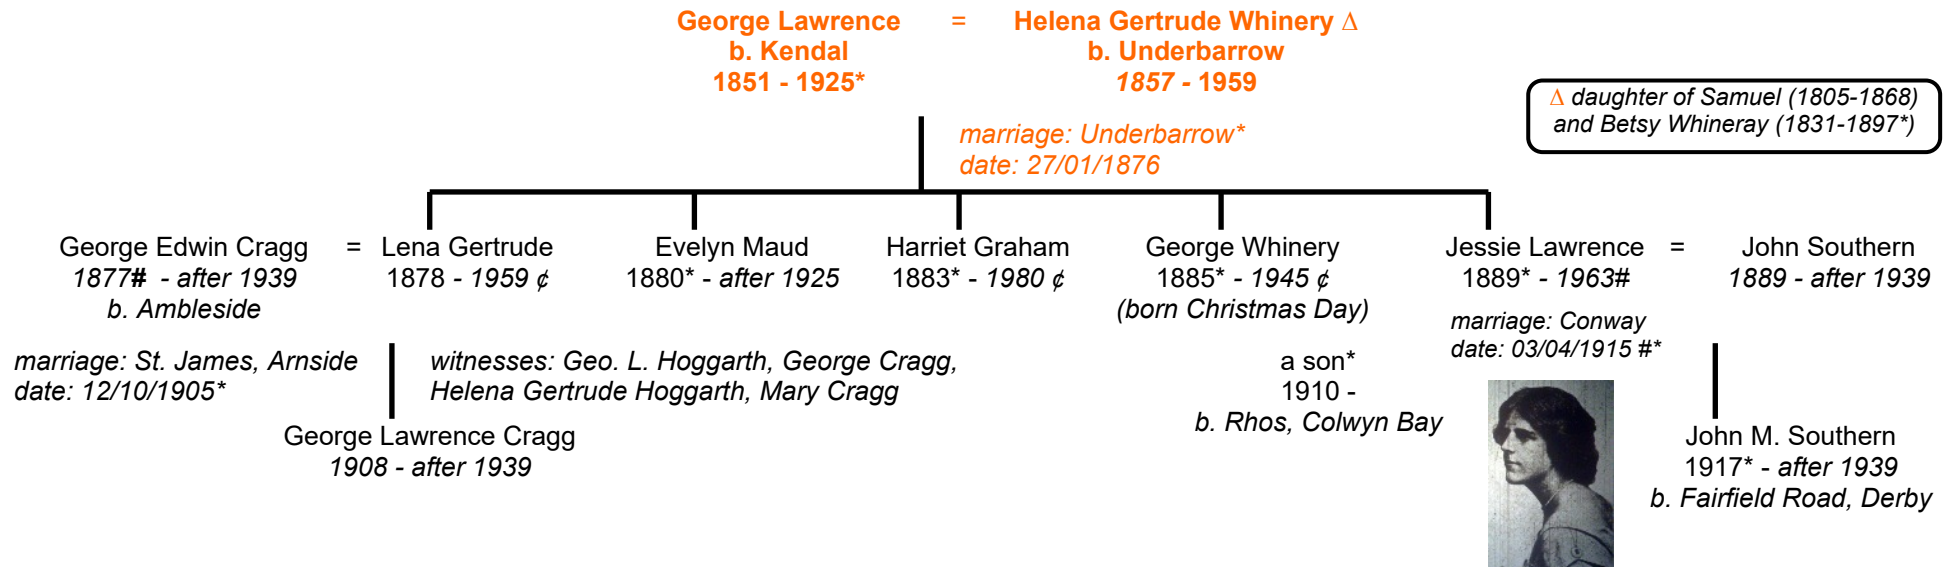 George Lawrence = Helena Gertrude Whinery Δ
b. Kendal b. Underbarrow
1851 - 1925* 1857 - 1959
Δ daughter of Samuel (1805-1868)
and Betsy Whineray (1831-1897*)
marriage: Underbarrow*
date: 27/01/1876
George Edwin Cragg = Lena Gertrude
1877# - after 1939 1878 - 1959 ¢
b. Ambleside
Evelyn Maud
1880* - after 1925
Harriet Graham
1883* - 1980 ¢
George Whinery
1885* - 1945 ¢
(born Christmas Day)
Jessie Lawrence = John Southern
1889* - 1963# 1889 - after 1939
marriage: St. James, Arnside
date: 12/10/1905*
witnesses: Geo. L. Hoggarth, George Cragg,
Helena Gertrude Hoggarth, Mary Cragg
George Lawrence Cragg
1908 - after 1939
a son*
1910 -
b. Rhos, Colwyn Bay
marriage: Conway
date: 03/04/1915 #*
John M. Southern
1917* - after 1939
b. Fairfield Road, Derby